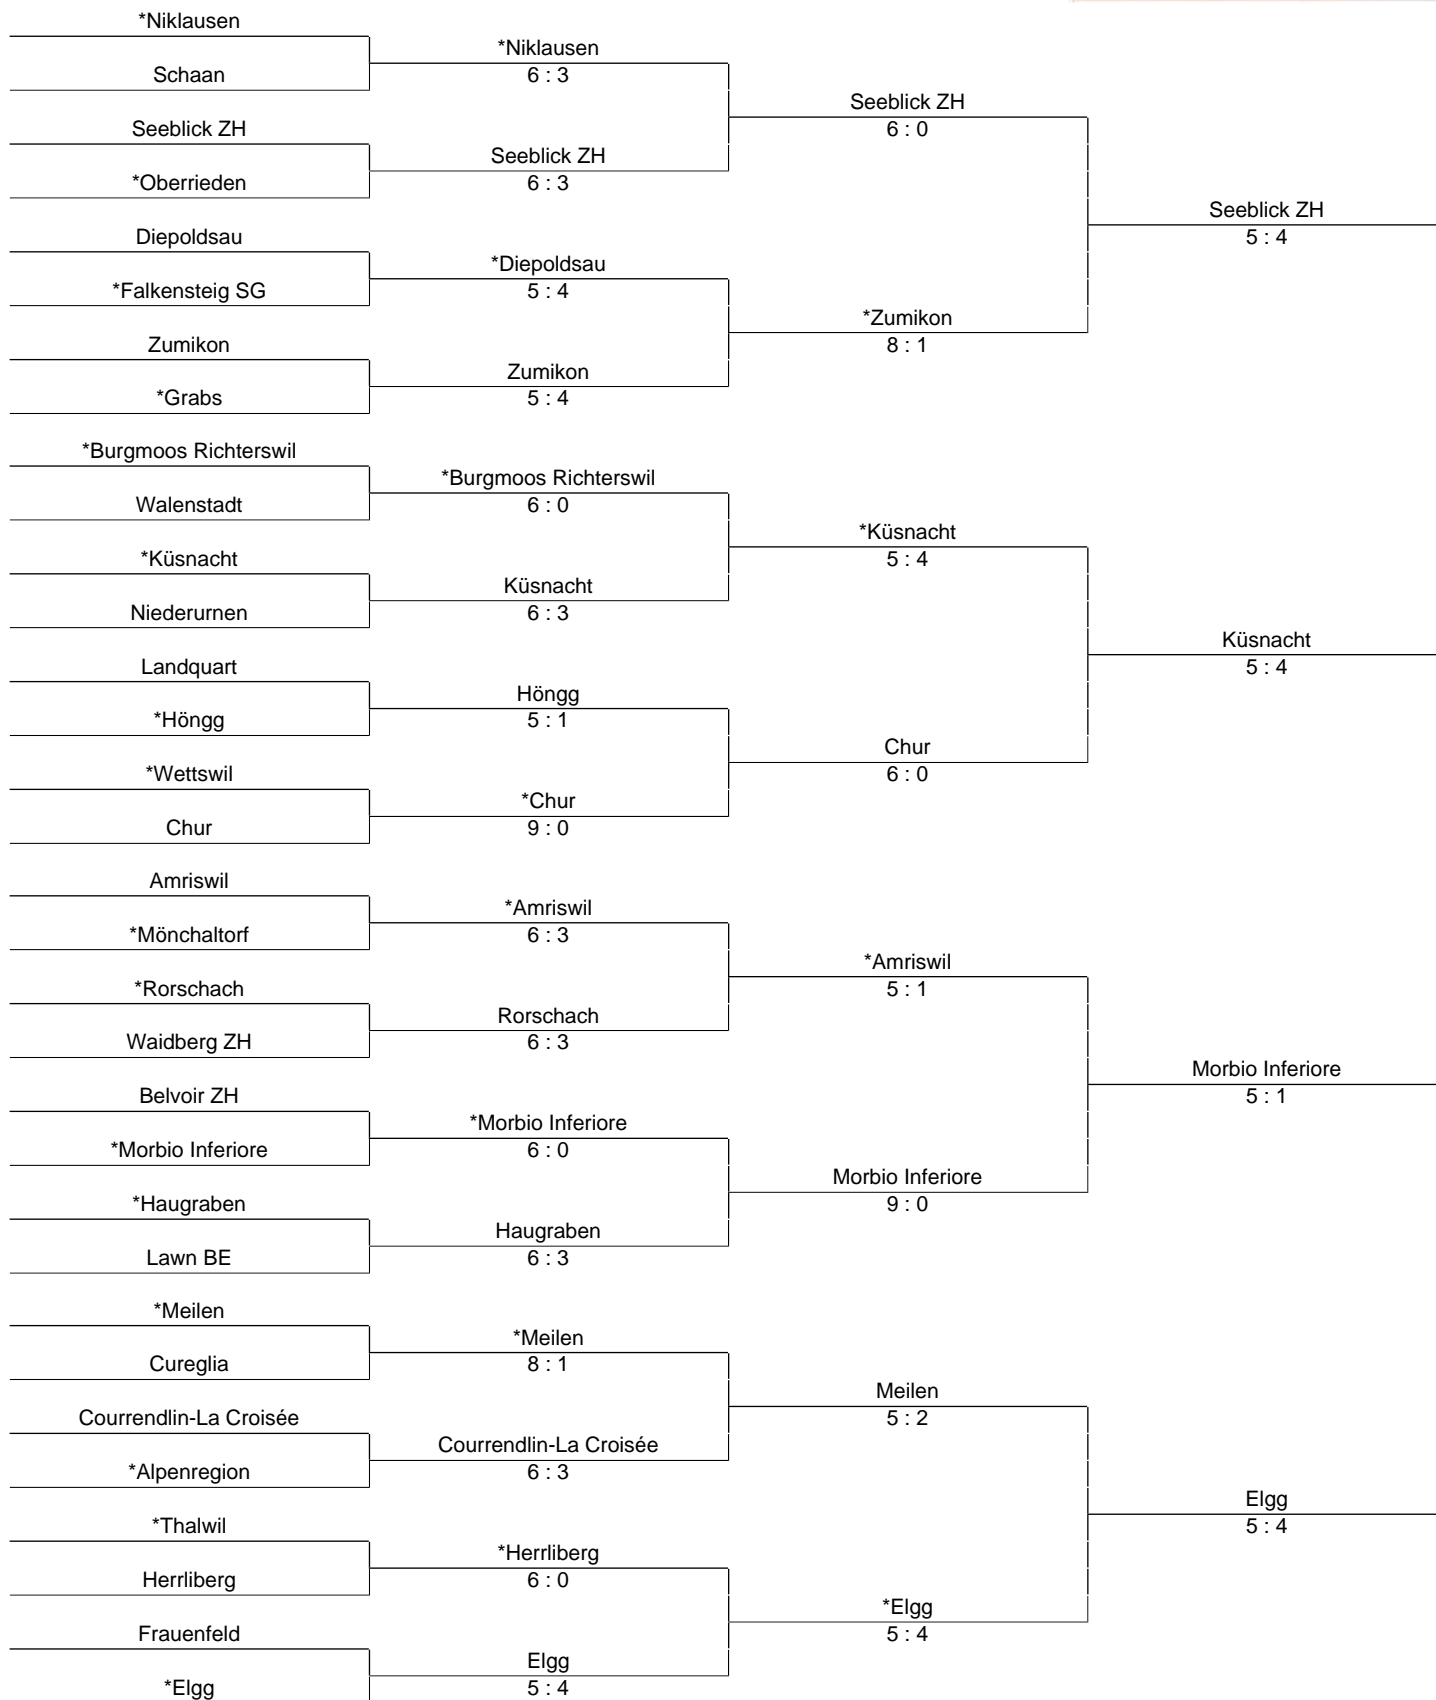 *Niklausen
Schaan
Seeblick ZH
*Oberrieden
Diepoldsau
*Falkensteig SG
Zumikon
*Grabs
*Burgmoos Richterswil
Walenstadt
*Küsnacht
Niederurnen
Landquart
*Höngg
*Wettswil
Chur
Amriswil
*Mönchaltorf
*Rorschach
Waidberg ZH
Belvoir ZH
*Morbio Inferiore
*Haugraben
Lawn BE
*Meilen
Cureglia
Courrendlin-La Croisée
*Alpenregion
*Thalwil
Herrliberg
Frauenfeld
*Elgg
*Niklausen
6 : 3
Seeblick ZH
6 : 3
*Diepoldsau
5 : 4
Zumikon
5 : 4
*Burgmoos Richterswil
6 : 0
Küsnacht
6 : 3
Höngg
5 : 1
*Chur
9 : 0
*Amriswil
6 : 3
Rorschach
6 : 3
*Morbio Inferiore
6 : 0
Haugraben
6 : 3
*Meilen
8 : 1
Courrendlin-La Croisée
6 : 3
*Herrliberg
6 : 0
Elgg
5 : 4
Seeblick ZH
6 : 0
*Zumikon
8 : 1
*Küsnacht
5 : 4
Chur
6 : 0
*Amriswil
5 : 1
Morbio Inferiore
9 : 0
Meilen
5 : 2
*Elgg
5 : 4
Seeblick ZH
5 : 4
Küsnacht
5 : 4
Morbio Inferiore
5 : 1
Elgg
5 : 4